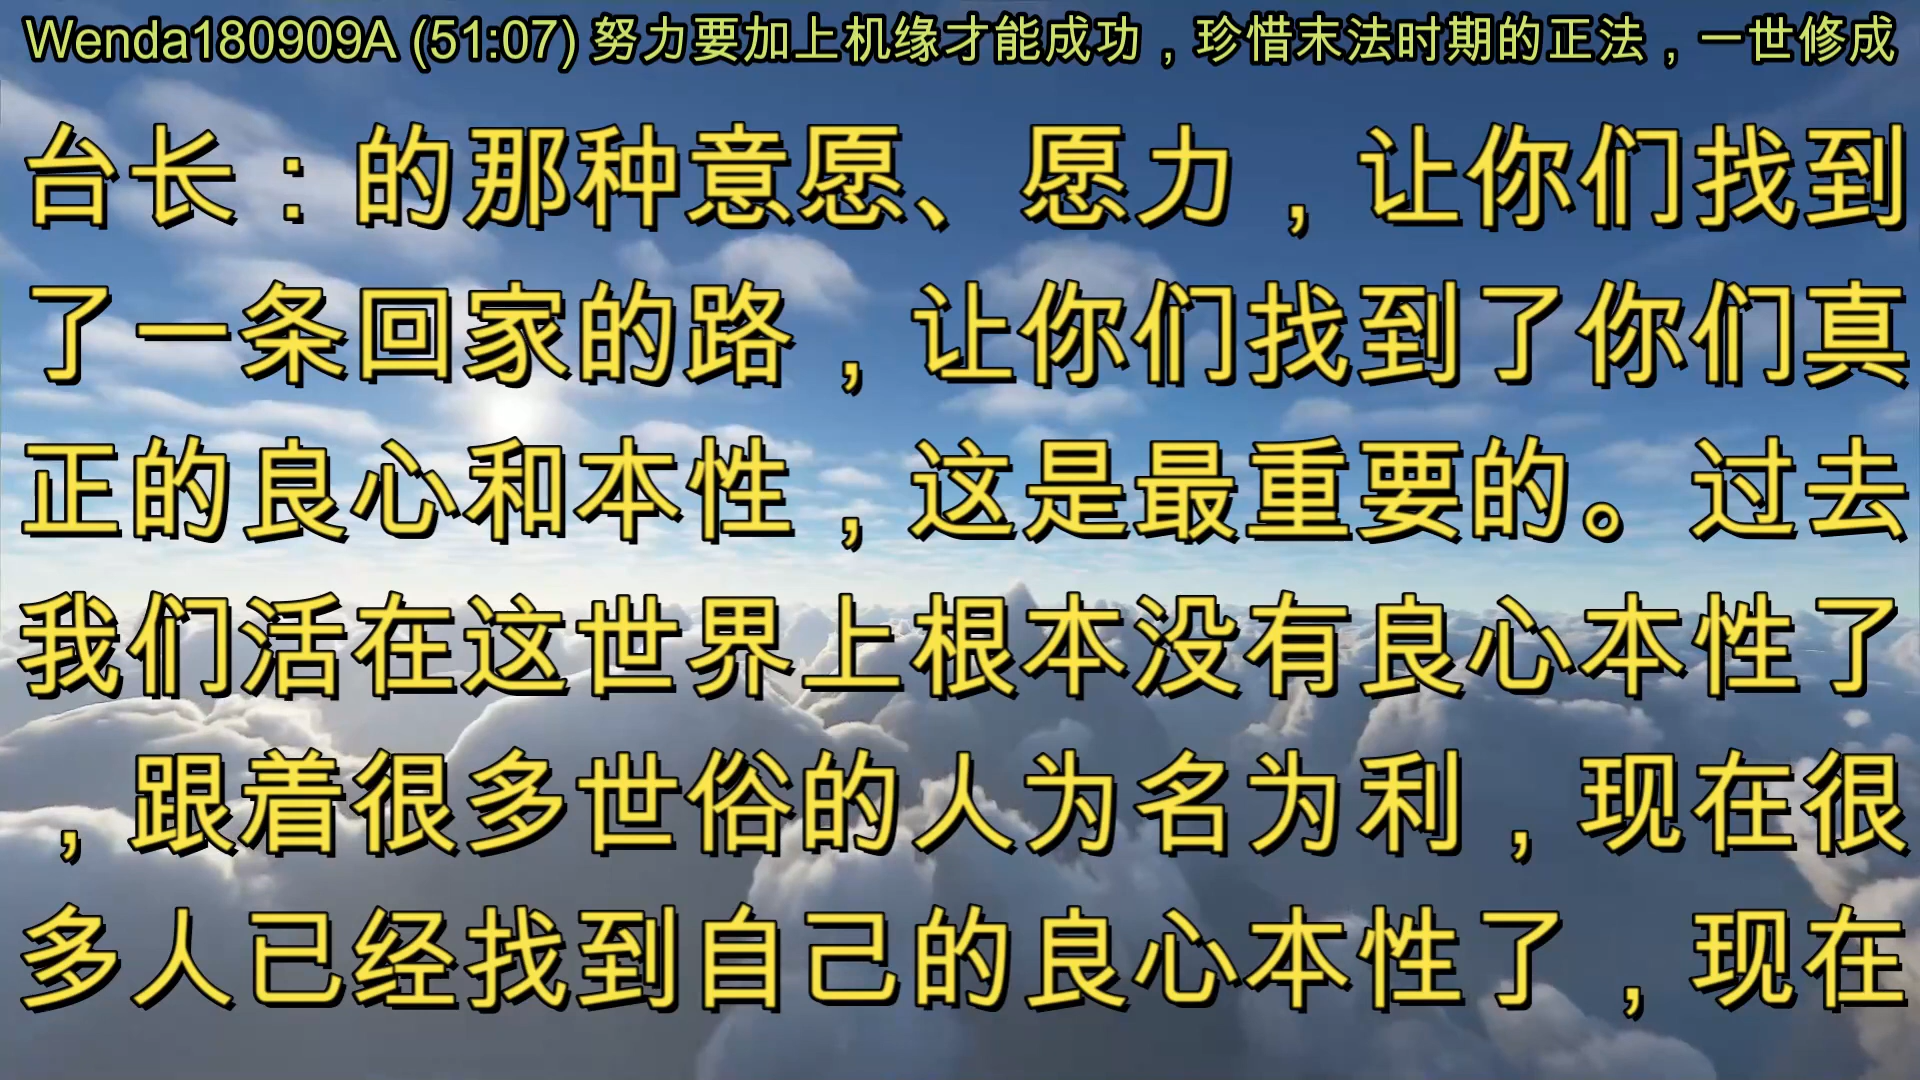 Wenda180909A (51:07) 努力要加上机缘才能成功，珍惜末法时期的正法，一世修成
台长：的那种意愿、愿力，让你们找到
了一条回家的路，让你们找到了你们真
正的良心和本性，这是最重要的。过去
我们活在这世界上根本没有良心本性了
，跟着很多世俗的人为名为利，现在很
多人已经找到自己的良心本性了，现在